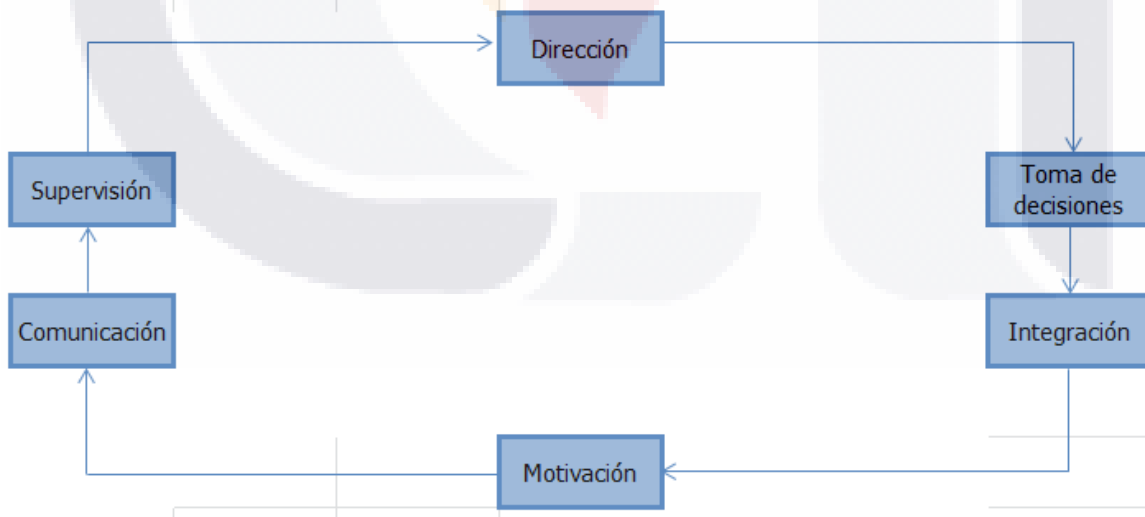 Dirección
Supervisión
Toma de
decisiones
Comunicación
Integración
Motivación